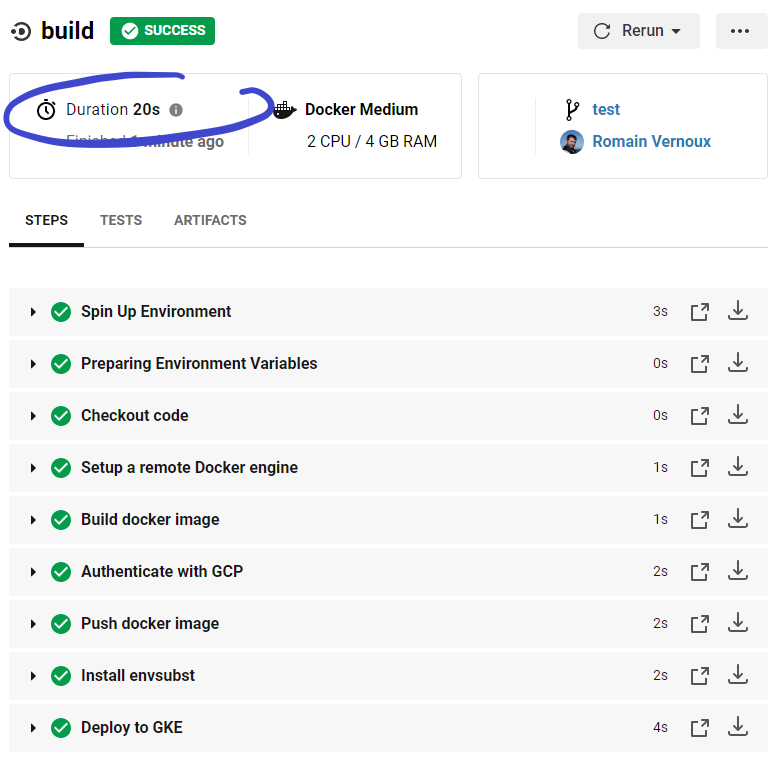 build SUCCESS Rerun
Duration 20s Docker Medium test
Finished 1 minute ago 2 CPU / 4 GB RAM Romain Vernoux
STEPS TESTS ARTIFACTS
Spin Up Environment 3s
Preparing Environment Variables 0s
Checkout code 0s
Setup a remote Docker engine 1s
Build docker image 1s
Authenticate with GCP 2s
Push docker image 2s
Install envsubst 2s
Deploy to GKE 4s